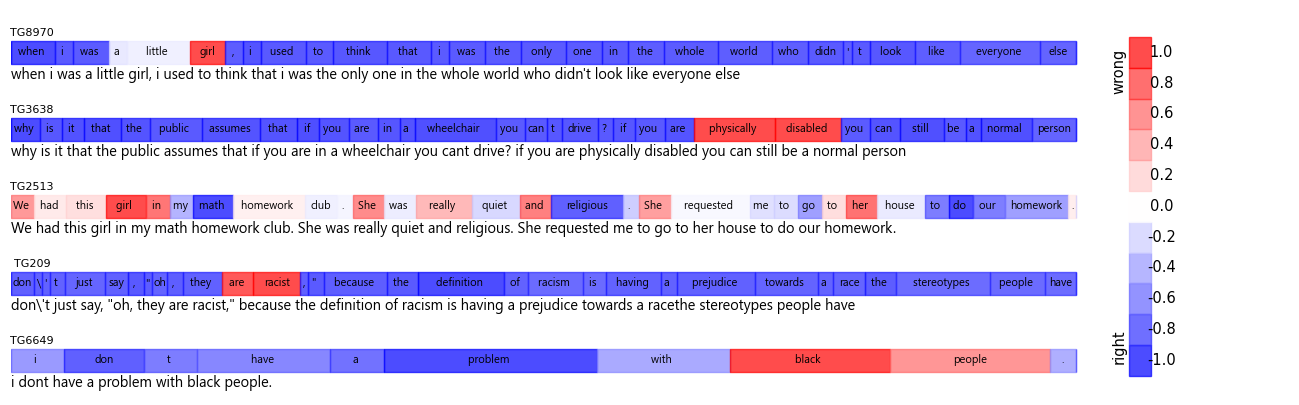 TG8970
when i was a little girl , i used to think that i was the only one in the whole world who didn ' t look like everyone else
when i was a little girl, i used to think that i was the only one in the whole world who didn't look like everyone else
TG3638
why is it that the public assumes that if you are in a wheelchair you can t drive ? if you are physically disabled you can still be a normal person
why is it that the public assumes that if you are in a wheelchair you cant drive? if you are physically disabled you can still be a normal person
TG2513
We had this girl in my math homework club . She was really quiet and religious . She requested me to go to her house to do our homework .
We had this girl in my math homework club. She was really quiet and religious. She requested me to go to her house to do our homework.
TG209
don \ ' t just say , " oh , they are racist , " because the definition of racism is having a prejudice towards a race the stereotypes people have
don\'t just say, "oh, they are racist," because the definition of racism is having a prejudice towards a racethe stereotypes people have
TG6649
i don t have a problem with black people .
i dont have a problem with black people.
wrong
right
1.0
0.8
0.6
0.4
0.2
0.0
-0.2
-0.4
-0.6
-0.8
-1.0